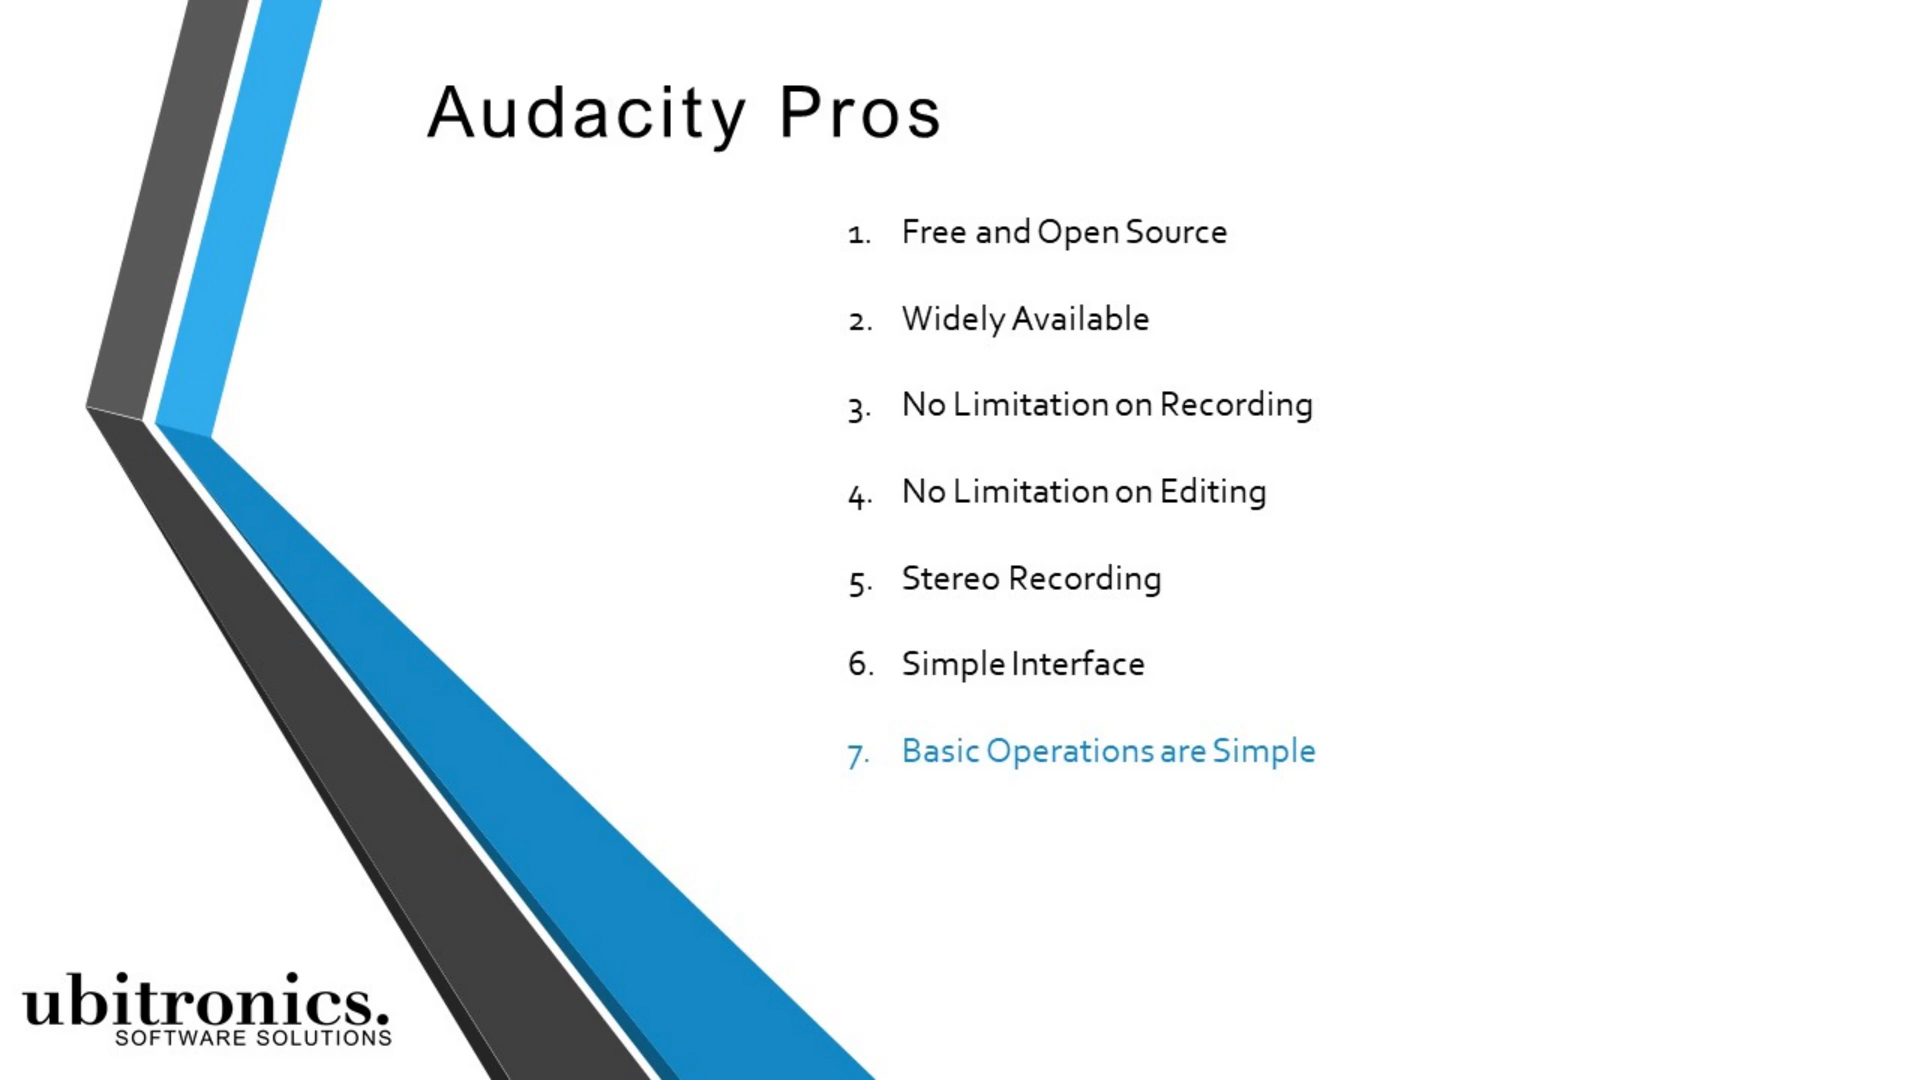 Audacity Pros
1. Free and Open Source
2. Widely Available
3. No Limitation on Recording
4. No Limitation on Editing
5. Stereo Recording
6. Simple Interface
7. Basic Operations are Simple
ubitronics.
SOFTWARE SOLUTIONS